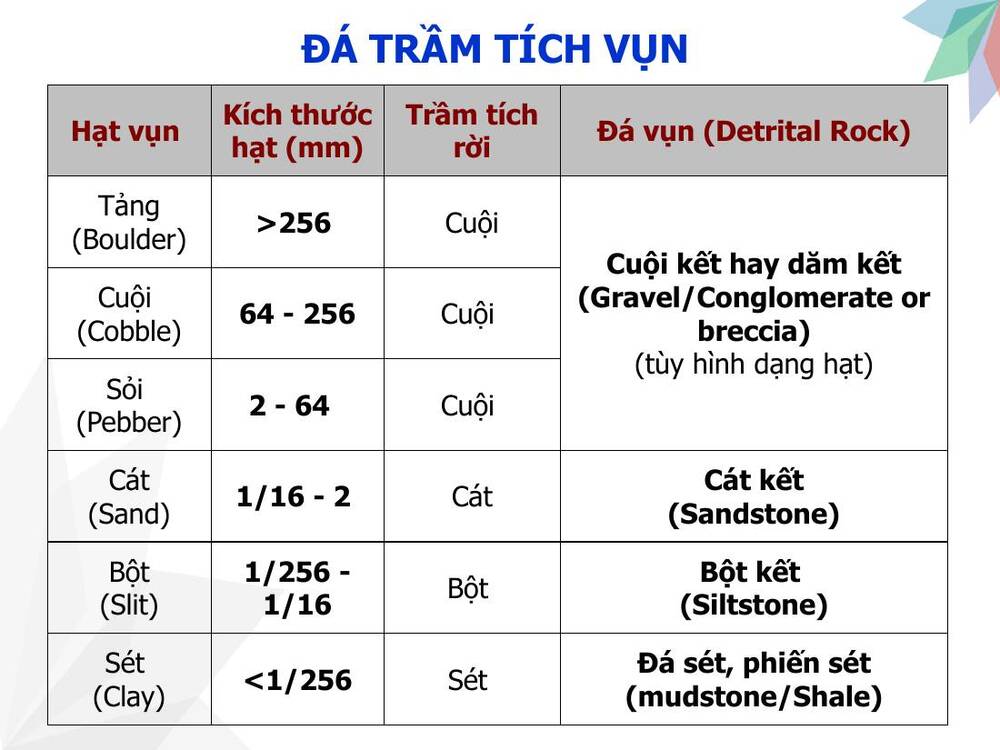 ĐÁ TRẦM TÍCH VỤN
Hạt vụn
Kích thước
hạt (mm)
Trầm tích
rời
Đá vụn (Detrital Rock)
Tảng
(Boulder)
>256
Cuội
Cuội kết hay dăm kết
(Gravel/Conglomerate or
breccia)
(tùy hình dạng hạt)
Cuội
(Cobble)
64 - 256
Cuội
Sỏi
(Pebber)
2 - 64
Cuội
Cát
(Sand)
1/16 - 2
Cát
Cát kết
(Sandstone)
Bột
(Slit)
1/256 -
1/16
Bột
Bột kết
(Siltstone)
Sét
(Clay)
<1/256
Sét
Đá sét, phiến sét
(mudstone/Shale)